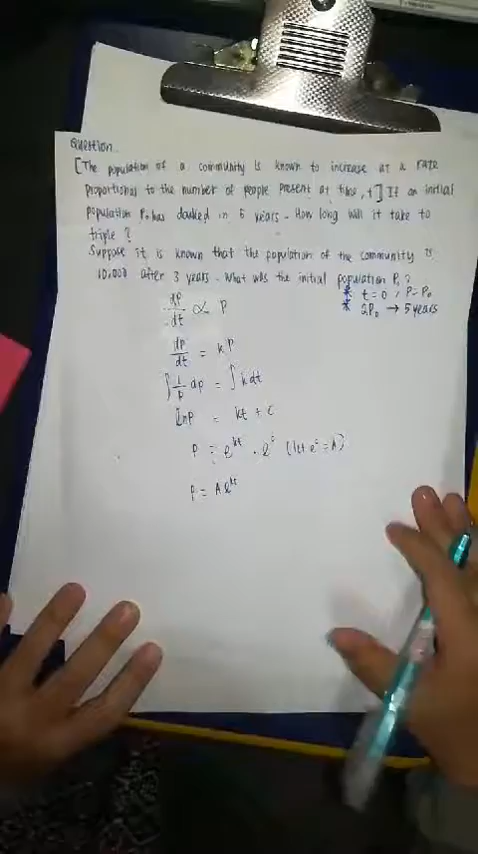 Question
[The population of a community is known to increase at a RATE
proportional to the number of people present at time, t] If an initial
population P₀ has doubled in 5 years. How long will it take to
triple?
Suppose it is known that the population of the community is
10,000 after 3 years. What was the initial population P₀?
* t = 0, P = P₀
* 2P₀ → 5 years
dP/dt ∝ P
dP/dt = kP
∫ 1/P dP = ∫ k dt
ln P = kt + c
P = e^kt . e^c (let e^c = A)
P = A e^kt